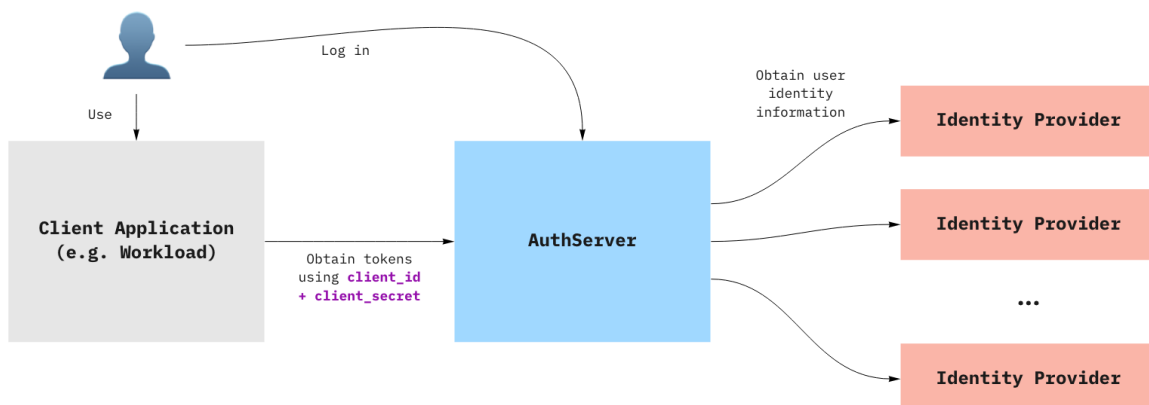 Log in
Use
Obtain user
identity
information
Identity Provider
Client Application
(e.g. Workload)
AuthServer
Identity Provider
Obtain tokens
using client_id
+ client_secret
...
Identity Provider